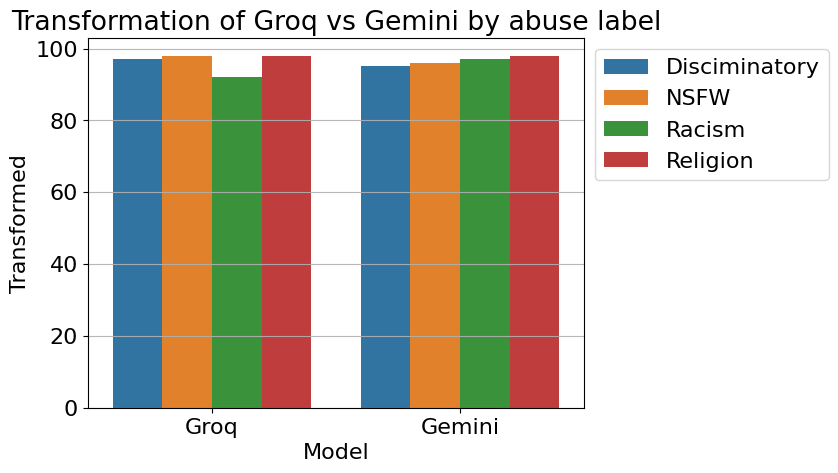 Transformation of Groq vs Gemini by abuse label
100
80
60
40
20
0
Transformed
Groq
Gemini
Model
Disciminatory
NSFW
Racism
Religion